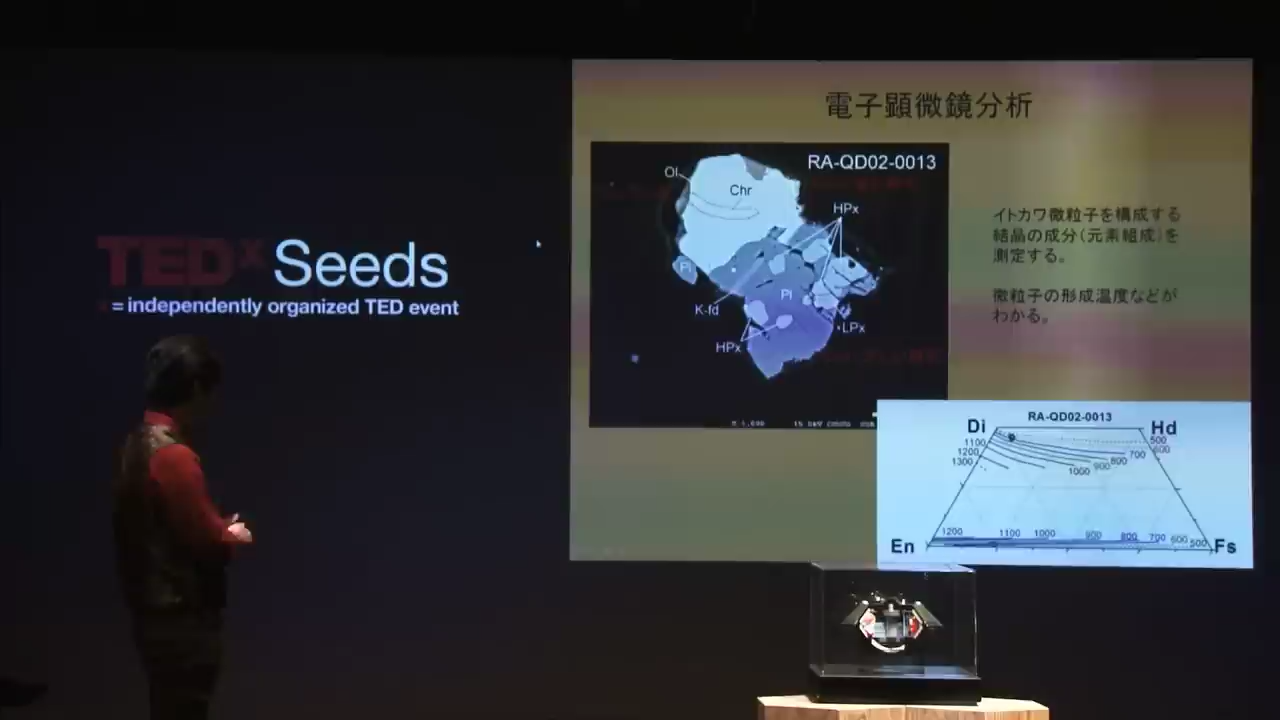 TEDx Seeds
x = independently organized TED event
電子顕微鏡分析
RA-QD02-0013
Ol
Chr
HPx
Pl
Pl
K-fd
LPx
HPx
イトカワ微粒子を構成する
結晶の成分（元素組成）を
測定する。
微粒子の形成温度などが
わかる。
RA-QD02-0013
Di Hd
1100 500
1200 600
1300 1000 900 800 700
1200 1100 1000 900 800 700 600 500
En Fs